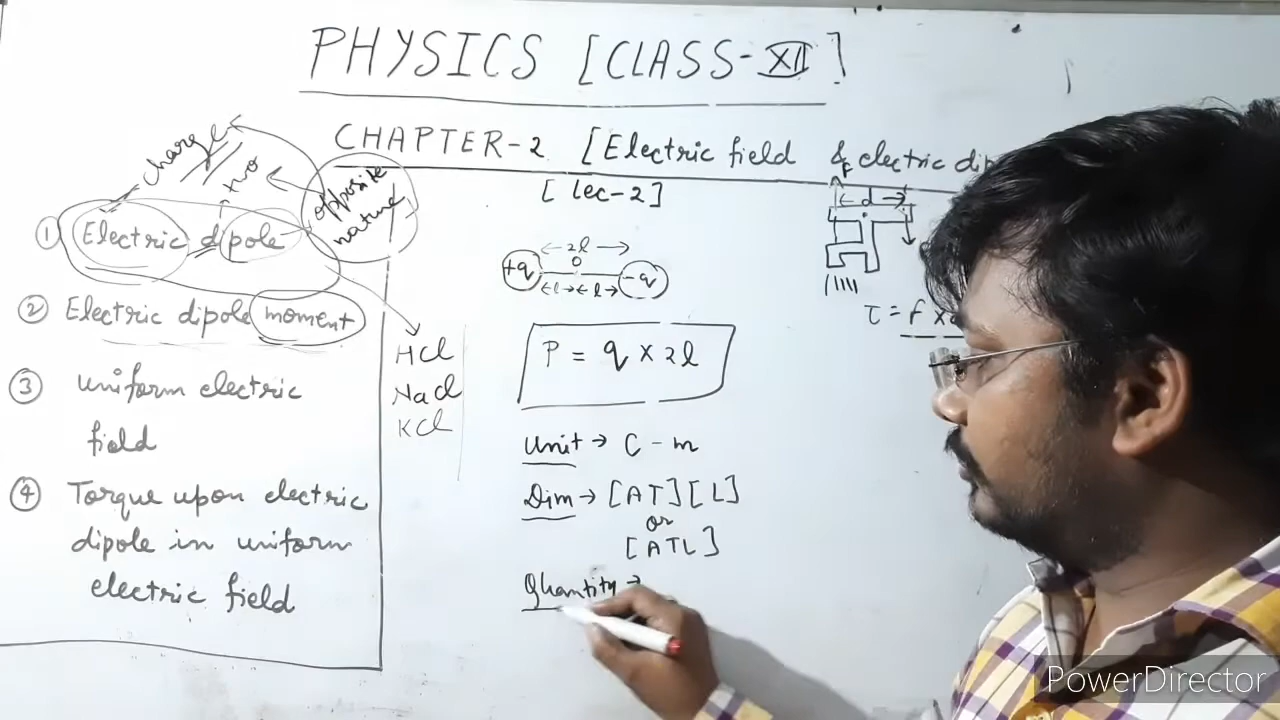 PHYSICS [CLASS-XII]
CHAPTER-2 [Electric field & electric
[lec-2]
charge
two
opposite
nature
① Electric dipole
② Electric dipole moment
③ uniform electric
field
④ Torque upon electric
dipole in uniform
electric field
HCl
NaCl
KCl
2l
+q O -q
l l
P = q × 2l
Unit → C - m
Dim → [AT][L]
or
[ATL]
Quantity →
F
d
τ = F ×
PowerDirector